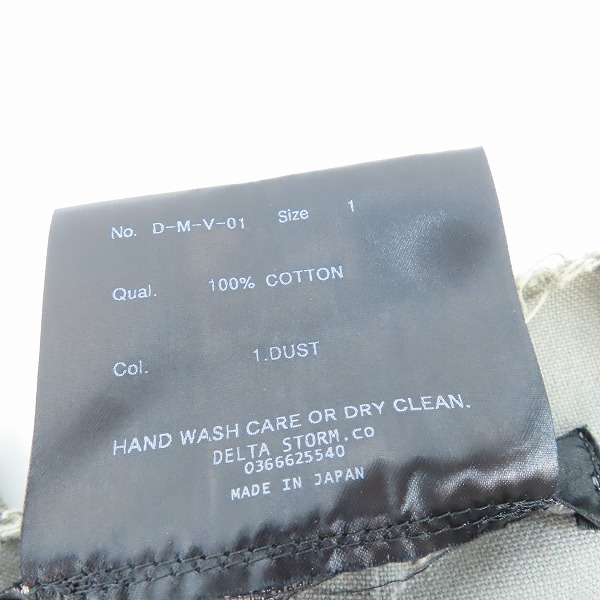 No. D-M-V-01 Size 1
Qual. 100% COTTON
Col. 1.DUST
HAND WASH CARE OR DRY CLEAN.
DELTA STORM.CO
0366625540
MADE IN JAPAN